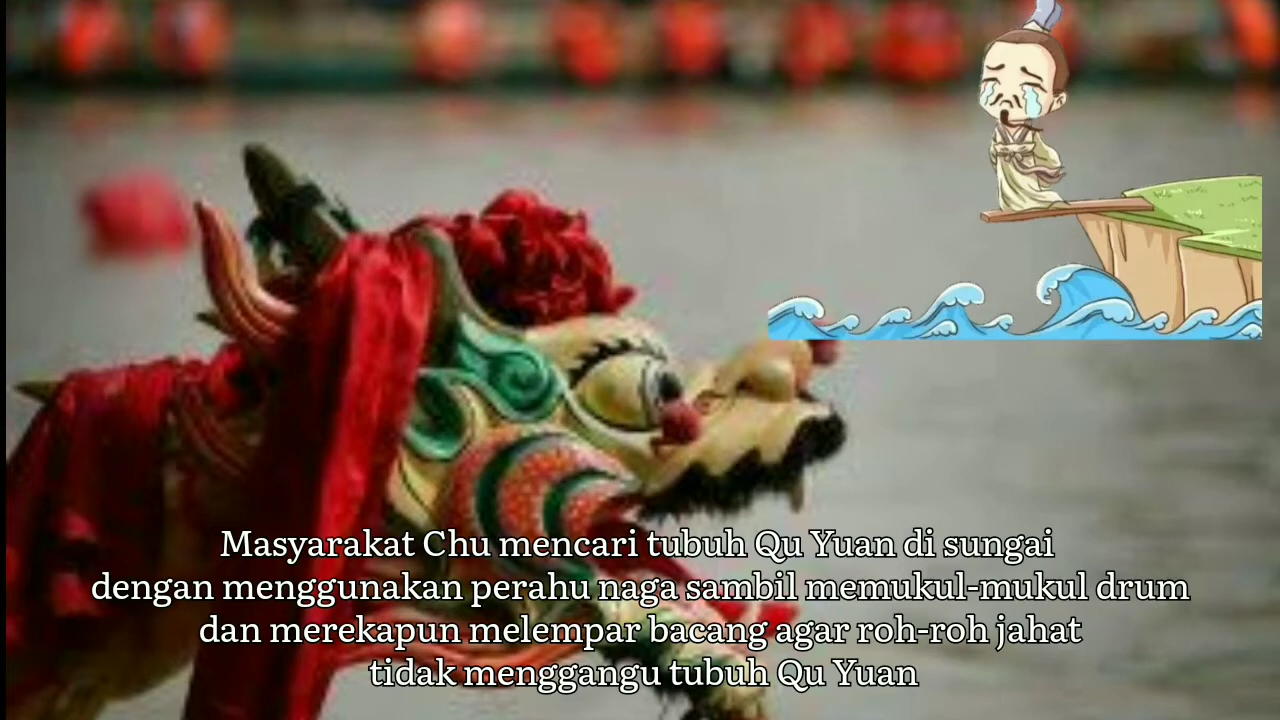 Masyarakat Chu mencari tubuh Qu Yuan di sungai
dengan menggunakan perahu naga sambil memukul-mukul drum
dan merekapun melempar bacang agar roh-roh jahat
tidak menggangu tubuh Qu Yuan